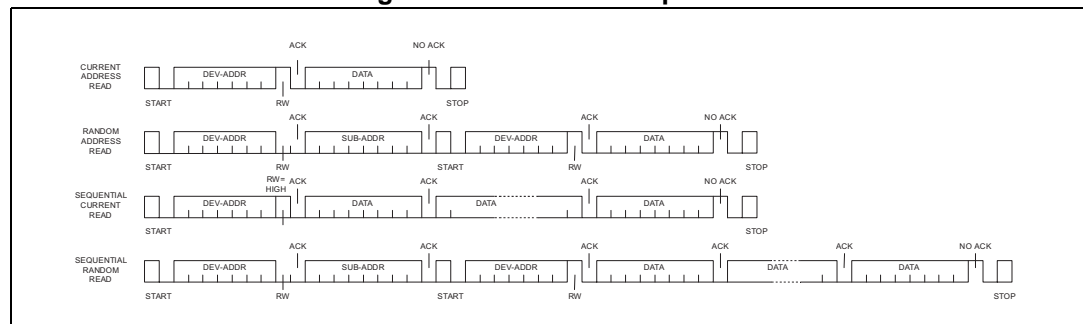 ACK NO ACK
CURRENT
ADDRESS
READ
DEV-ADDR DATA
START RW STOP
ACK ACK ACK NO ACK
RANDOM
ADDRESS
READ
DEV-ADDR SUB-ADDR DEV-ADDR DATA
START RW START RW STOP
RW=
HIGH
ACK ACK ACK NO ACK
SEQUENTIAL
CURRENT
READ
DEV-ADDR DATA DATA DATA
START STOP
ACK ACK ACK ACK ACK NO ACK
SEQUENTIAL
RANDOM
READ
DEV-ADDR SUB-ADDR DEV-ADDR DATA DATA DATA
START RW START RW STOP